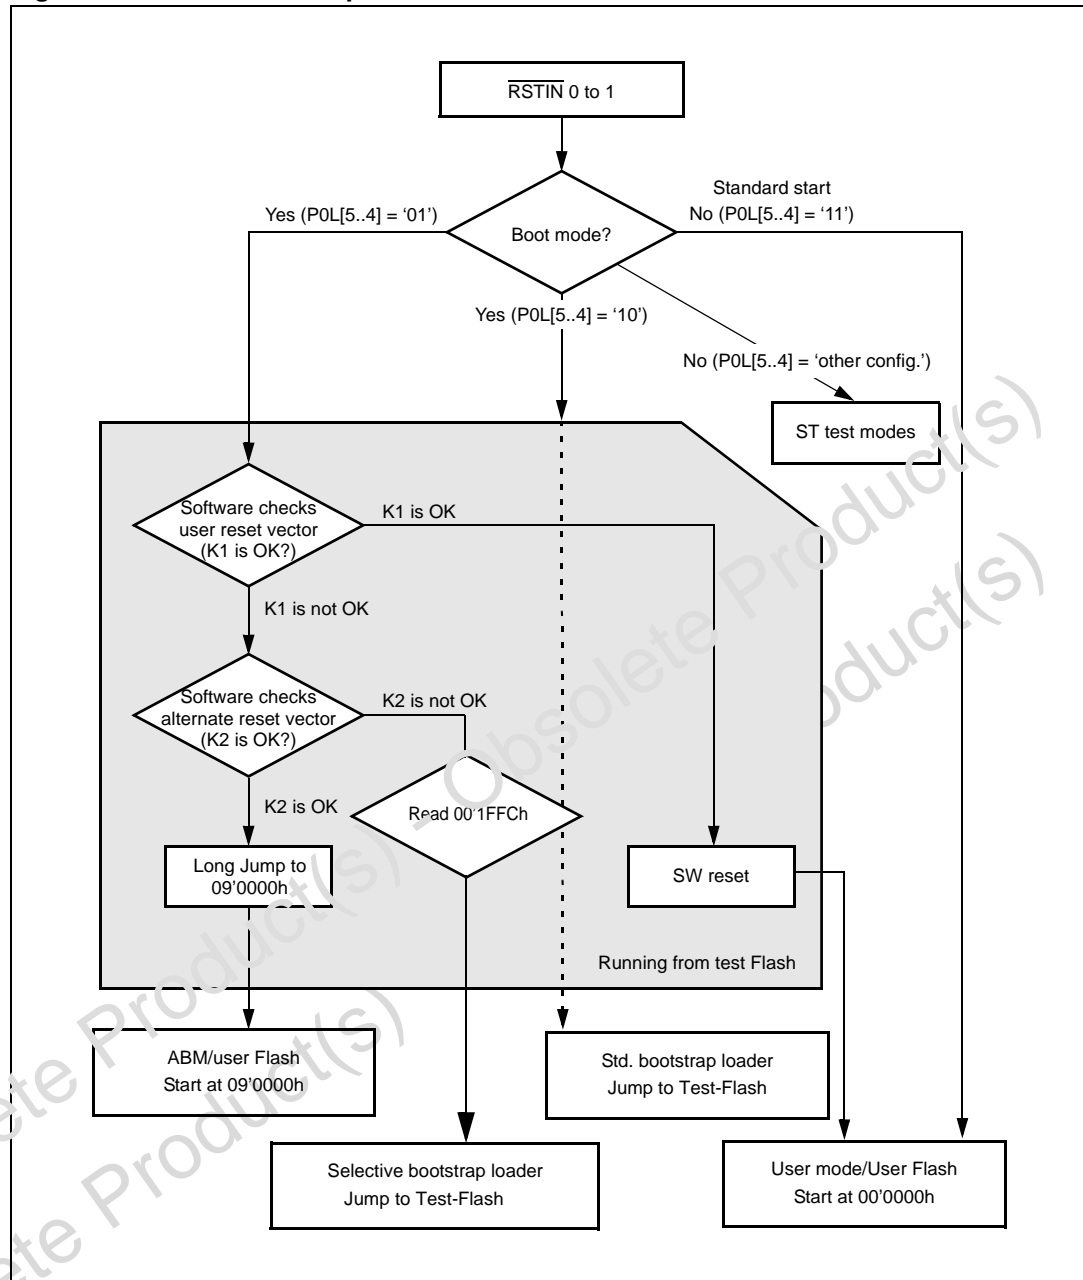 RSTIN 0 to 1
Standard start
Yes (P0L[5..4] = ‘01’)
No (P0L[5..4] = ‘11’)
Boot mode?
Yes (P0L[5..4] = ‘10’)
No (P0L[5..4] = ‘other config.’)
ST test modes
Software checks
user reset vector
(K1 is OK?)
K1 is OK
K1 is not OK
Software checks
alternate reset vector
(K2 is OK?)
K2 is not OK
K2 is OK
Read 00’1FFCh
Long Jump to
09’0000h
SW reset
Running from test Flash
ABM/user Flash
Start at 09’0000h
Std. bootstrap loader
Jump to Test-Flash
Selective bootstrap loader
Jump to Test-Flash
User mode/User Flash
Start at 00’0000h
Product(s) - Obsolete Product(s)
Product(s)